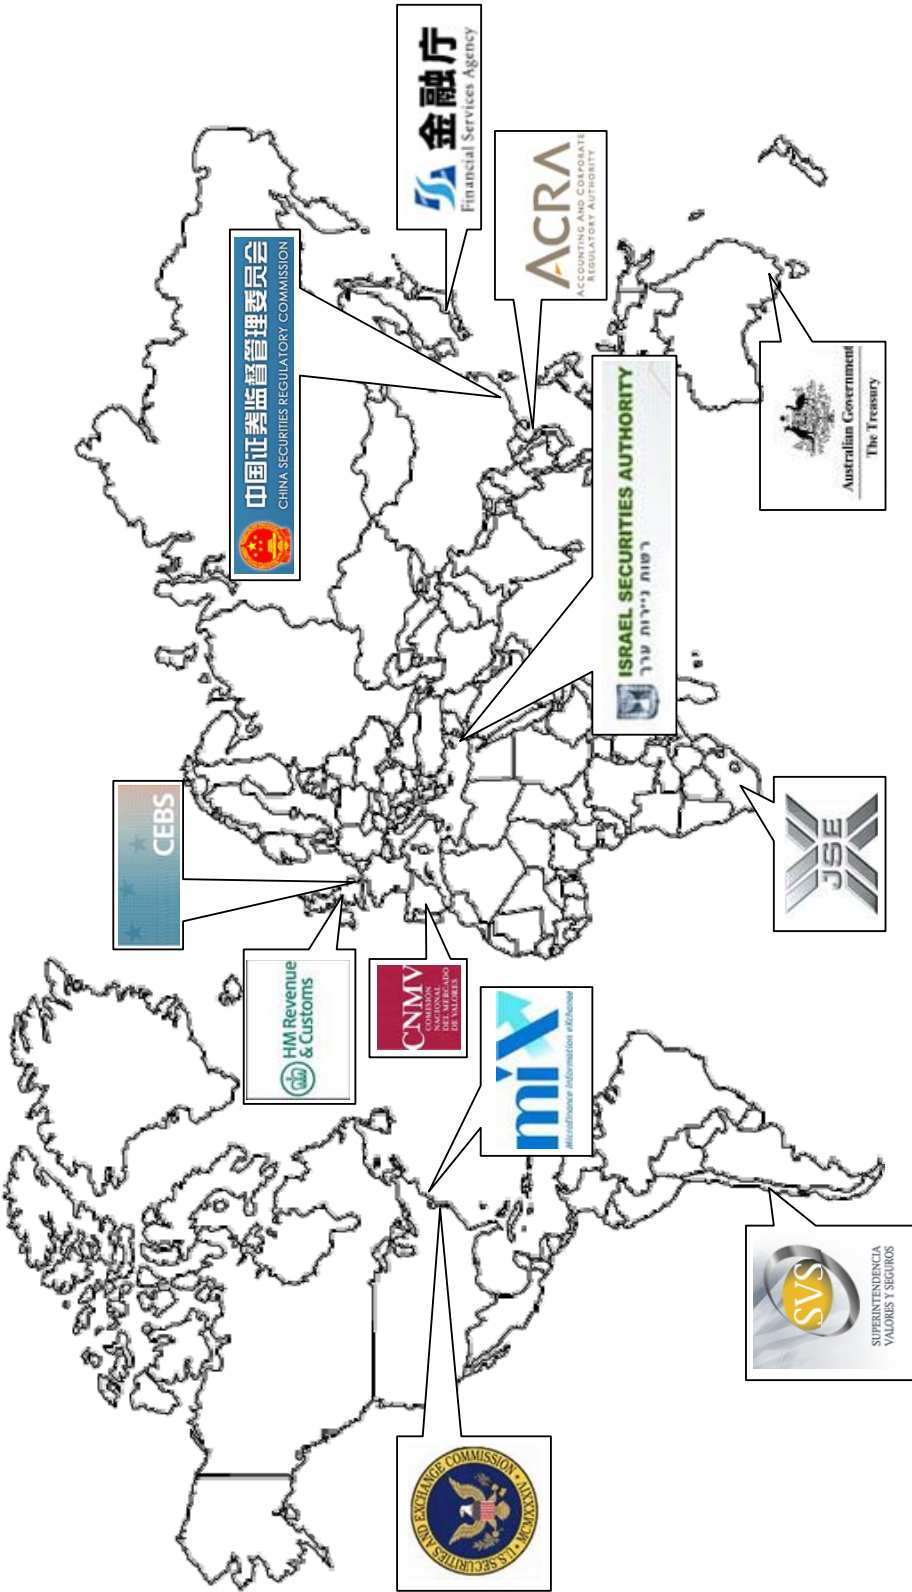 CEBS
HM Revenue
& Customs
CNMV
COMISION
NACIONAL
DEL MERCADO
DE VALORES
miX
Microfinance Information eXchange
U.S. SECURITIES AND EXCHANGE COMMISSION
MCMXXXIV
SVS
SUPERINTENDENCIA
VALORES Y SEGUROS
JSE
ISRAEL SECURITIES AUTHORITY
רשות ניירות ערך
中国证券监督管理委员会
CHINA SECURITIES REGULATORY COMMISSION
金融庁
Financial Services Agency
ACRA
ACCOUNTING AND CORPORATE
REGULATORY AUTHORITY
Australian Government
The Treasury